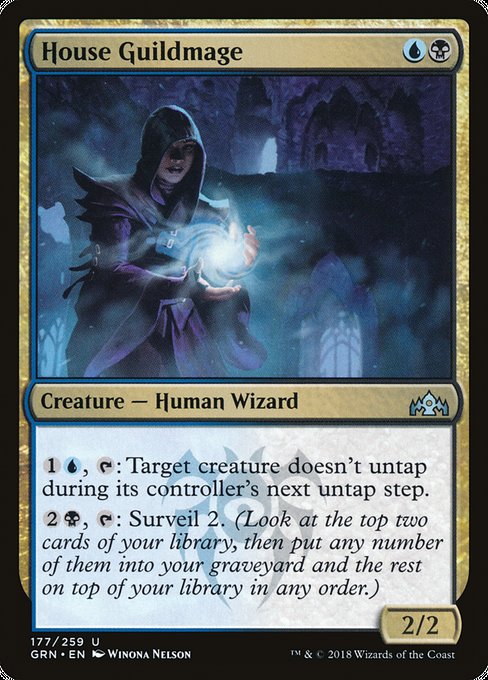 House Guildmage
Creature — Human Wizard
1, : Target creature doesn't untap
during its controller's next untap step.
2, : Surveil 2. (Look at the top two
cards of your library, then put any number
of them into your graveyard and the rest
on top of your library in any order.)
2/2
177/259 U
GRN • EN Winona Nelson
™ & © 2018 Wizards of the Coast